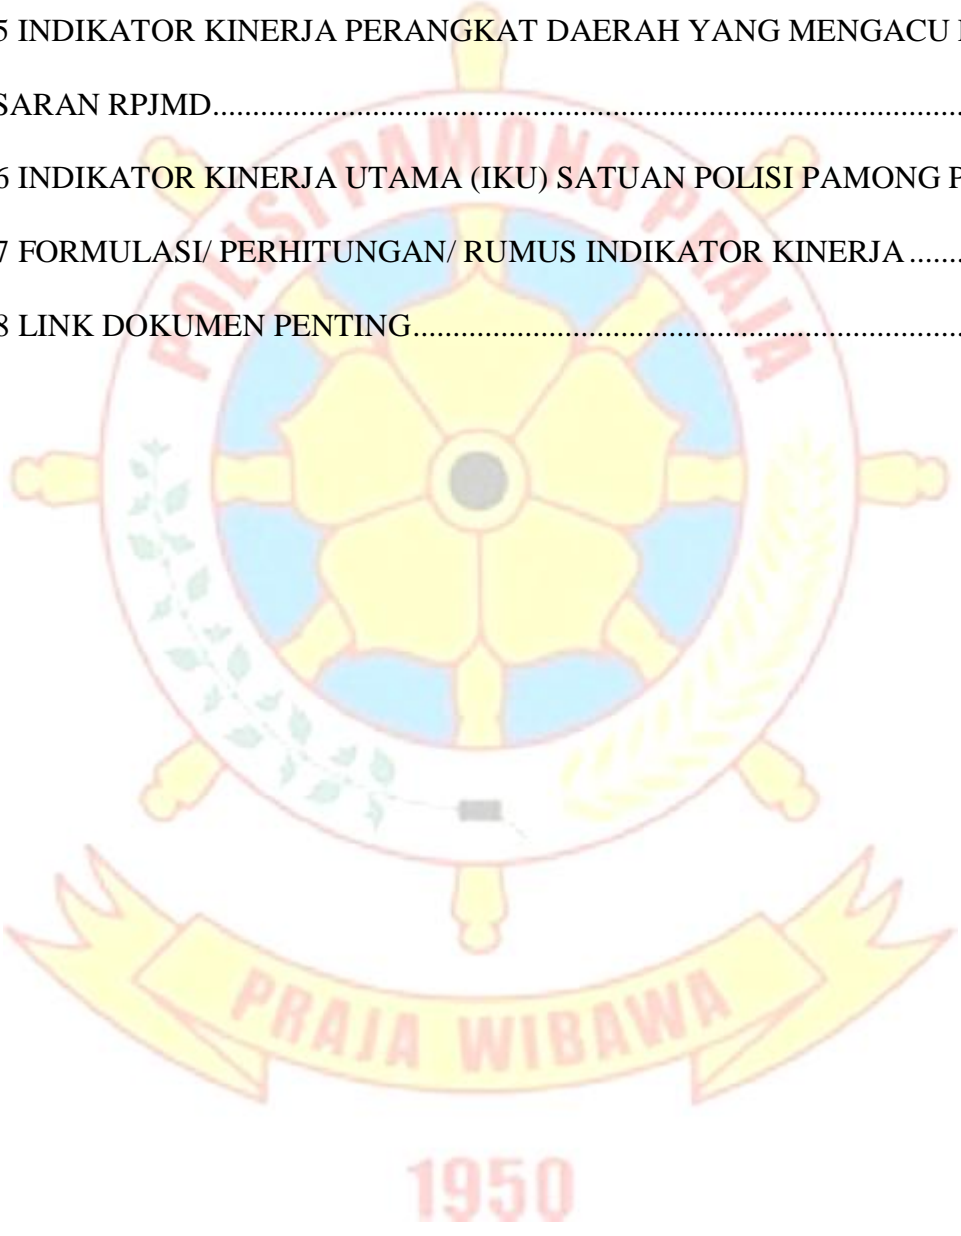 5 INDIKATOR KINERJA PERANGKAT DAERAH YANG MENGACU
SARAN RPJMD....................................................................................................
6 INDIKATOR KINERJA UTAMA (IKU) SATUAN POLISI PAMONG P
7 FORMULASI/ PERHITUNGAN/ RUMUS INDIKATOR KINERJA .......
8 LINK DOKUMEN PENTING.......................................................................
POLISI PAMONG PRAJA
PRAJA WIBAWA
1950